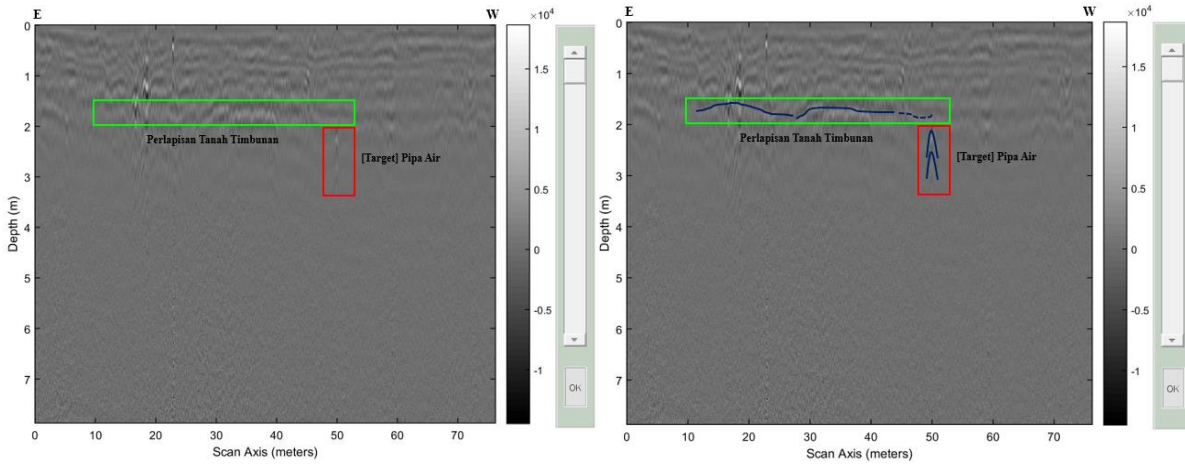 E W
×10⁴
0
1
2
3
4
5
6
7
Depth (m)
Perlapisan Tanah Timbunan
[Target] Pipa Air
0 10 20 30 40 50 60 70
Scan Axis (meters)
1.5
1
0.5
0
-0.5
-1
OK
E W
×10⁴
0
1
2
3
4
5
6
7
Depth (m)
Perlapisan Tanah Timbunan
[Target] Pipa Air
0 10 20 30 40 50 60 70
Scan Axis (meters)
1.5
1
0.5
0
-0.5
-1
OK